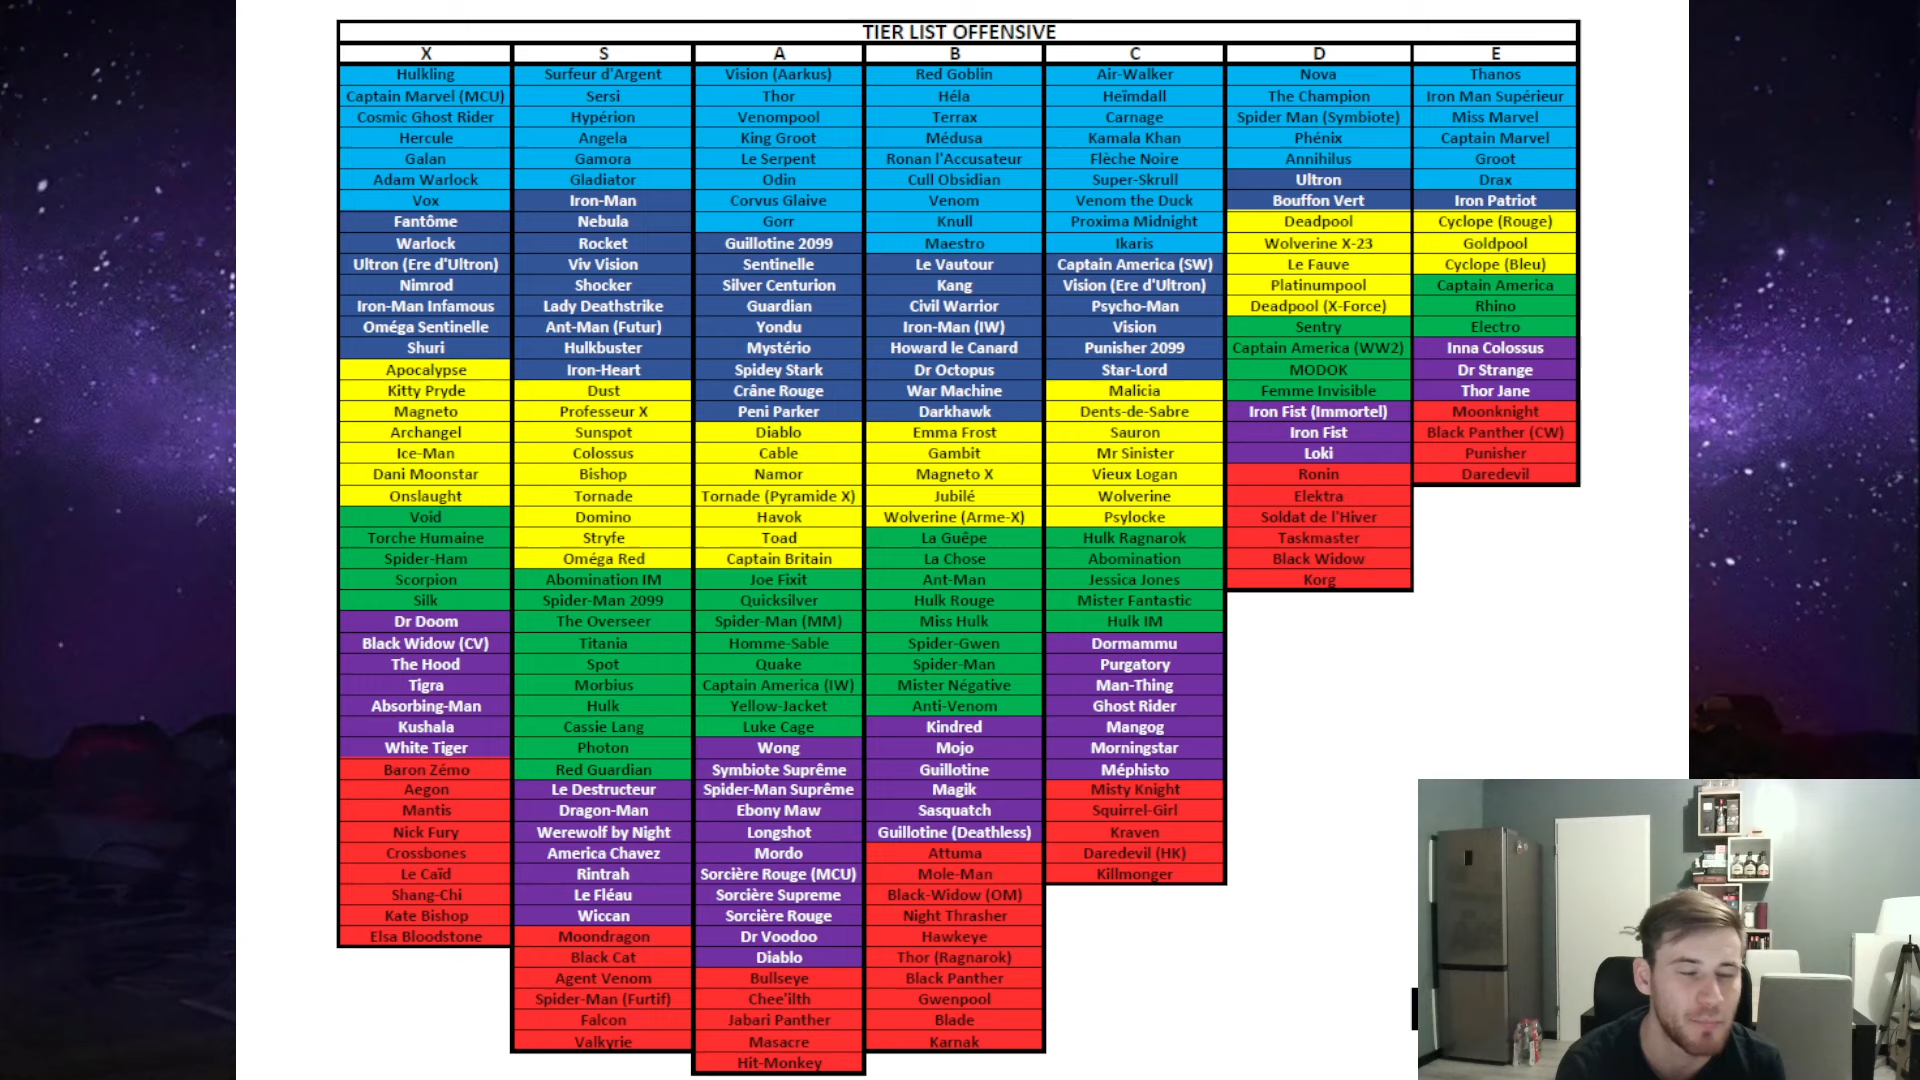 TIER LIST OFFENSIVE
X S A B C D E
Hulkling Surfeur d'Argent Vision (Aarkus) Red Goblin Air-Walker Nova Thanos
Captain Marvel (MCU) Sersi Thor Héla Heïmdall The Champion Iron Man Supérieur
Cosmic Ghost Rider Hypérion Venompool Terrax Carnage Spider Man (Symbiote) Miss Marvel
Hercule Angela King Groot Médusa Kamala Khan Phénix Captain Marvel
Galan Gamora Le Serpent Ronan l'Accusateur Flèche Noire Annihilus Groot
Adam Warlock Gladiator Odin Cull Obsidian Super-Skrull Ultron Drax
Vox Iron-Man Corvus Glaive Venom Venom the Duck Bouffon Vert Iron Patriot
Fantôme Nebula Gorr Knull Proxima Midnight Deadpool Cyclope (Rouge)
Warlock Rocket Guillotine 2099 Maestro Ikaris Wolverine X-23 Goldpool
Ultron (Ere d'Ultron) Viv Vision Sentinelle Le Vautour Captain America (SW) Le Fauve Cyclope (Bleu)
Nimrod Shocker Silver Centurion Kang Vision (Ere d'Ultron) Platinumpool Captain America
Iron-Man Infamous Lady Deathstrike Guardian Civil Warrior Psycho-Man Deadpool (X-Force) Rhino
Oméga Sentinelle Ant-Man (Futur) Yondu Iron-Man (IW) Vision Sentry Electro
Shuri Hulkbuster Mystério Howard le Canard Punisher 2099 Captain America (WW2) Inna Colossus
Apocalypse Iron-Heart Spidey Stark Dr Octopus Star-Lord MODOK Dr Strange
Kitty Pryde Dust Crâne Rouge War Machine Malicia Femme Invisible Thor Jane
Magneto Professeur X Peni Parker Darkhawk Dents-de-Sabre Iron Fist (Immortel) Moonknight
Archangel Sunspot Diablo Emma Frost Sauron Iron Fist Black Panther (CW)
Ice-Man Colossus Cable Gambit Mr Sinister Loki Punisher
Dani Moonstar Bishop Namor Magneto X Vieux Logan Ronin Daredevil
Onslaught Tornade Tornade (Pyramide X) Jubilé Wolverine Elektra
Void Domino Havok Wolverine (Arme-X) Psylocke Soldat de l'Hiver
Torche Humaine Stryfe Toad La Guêpe Hulk Ragnarok Taskmaster
Spider-Ham Oméga Red Captain Britain La Chose Abomination Black Widow
Scorpion Abomination IM Joe Fixit Ant-Man Jessica Jones Korg
Silk Spider-Man 2099 Quicksilver Hulk Rouge Mister Fantastic
Dr Doom The Overseer Spider-Man (MM) Miss Hulk Hulk IM
Black Widow (CV) Titania Homme-Sable Spider-Gwen Dormammu
The Hood Spot Quake Spider-Man Purgatory
Tigra Morbius Captain America (IW) Mister Négative Man-Thing
Absorbing-Man Hulk Yellow-Jacket Anti-Venom Ghost Rider
Kushala Cassie Lang Luke Cage Kindred Mangog
White Tiger Photon Wong Mojo Morningstar
Baron Zémo Red Guardian Symbiote Suprême Guillotine Méphisto
Aegon Le Destructeur Spider-Man Suprême Magik Misty Knight
Mantis Dragon-Man Ebony Maw Sasquatch Squirrel-Girl
Nick Fury Werewolf by Night Longshot Guillotine (Deathless) Kraven
Crossbones America Chavez Mordo Attuma Daredevil (HK)
Le Caïd Rintrah Sorcière Rouge (MCU) Mole-Man Killmonger
Shang-Chi Le Fléau Sorcière Supreme Black-Widow (OM)
Kate Bishop Wiccan Sorcière Rouge Night Thrasher
Elsa Bloodstone Moondragon Dr Voodoo Hawkeye
Black Cat Diablo Thor (Ragnarok)
Agent Venom Bullseye Black Panther
Spider-Man (Furtif) Chee'ilth Gwenpool
Falcon Jabari Panther Blade
Valkyrie Masacre Karnak
Hit-Monkey